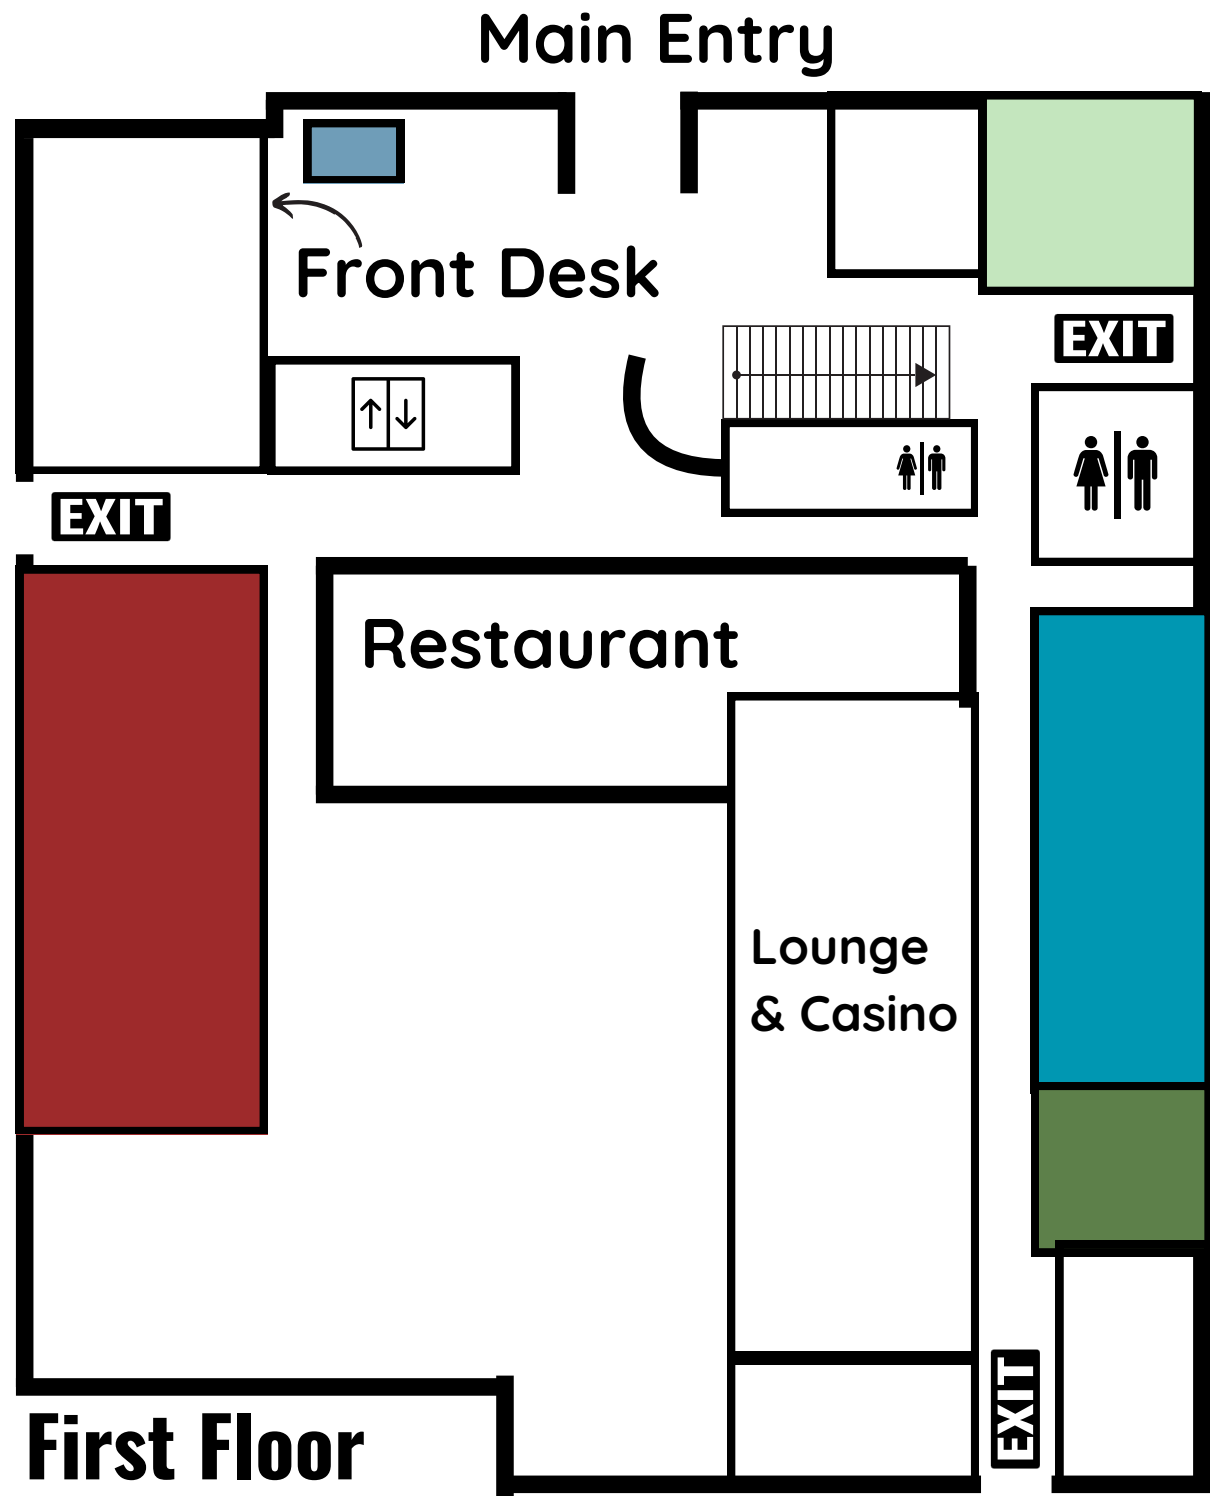 Main Entry
Front Desk
EXIT
EXIT
Restaurant
Lounge
& Casino
EXIT
First Floor